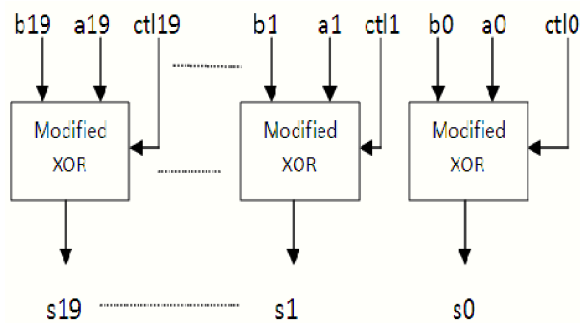 b19 a19 ctl19 b1 a1 ctl1 b0 a0 ctl0
Modified XOR
Modified XOR
Modified XOR
s19 s1 s0